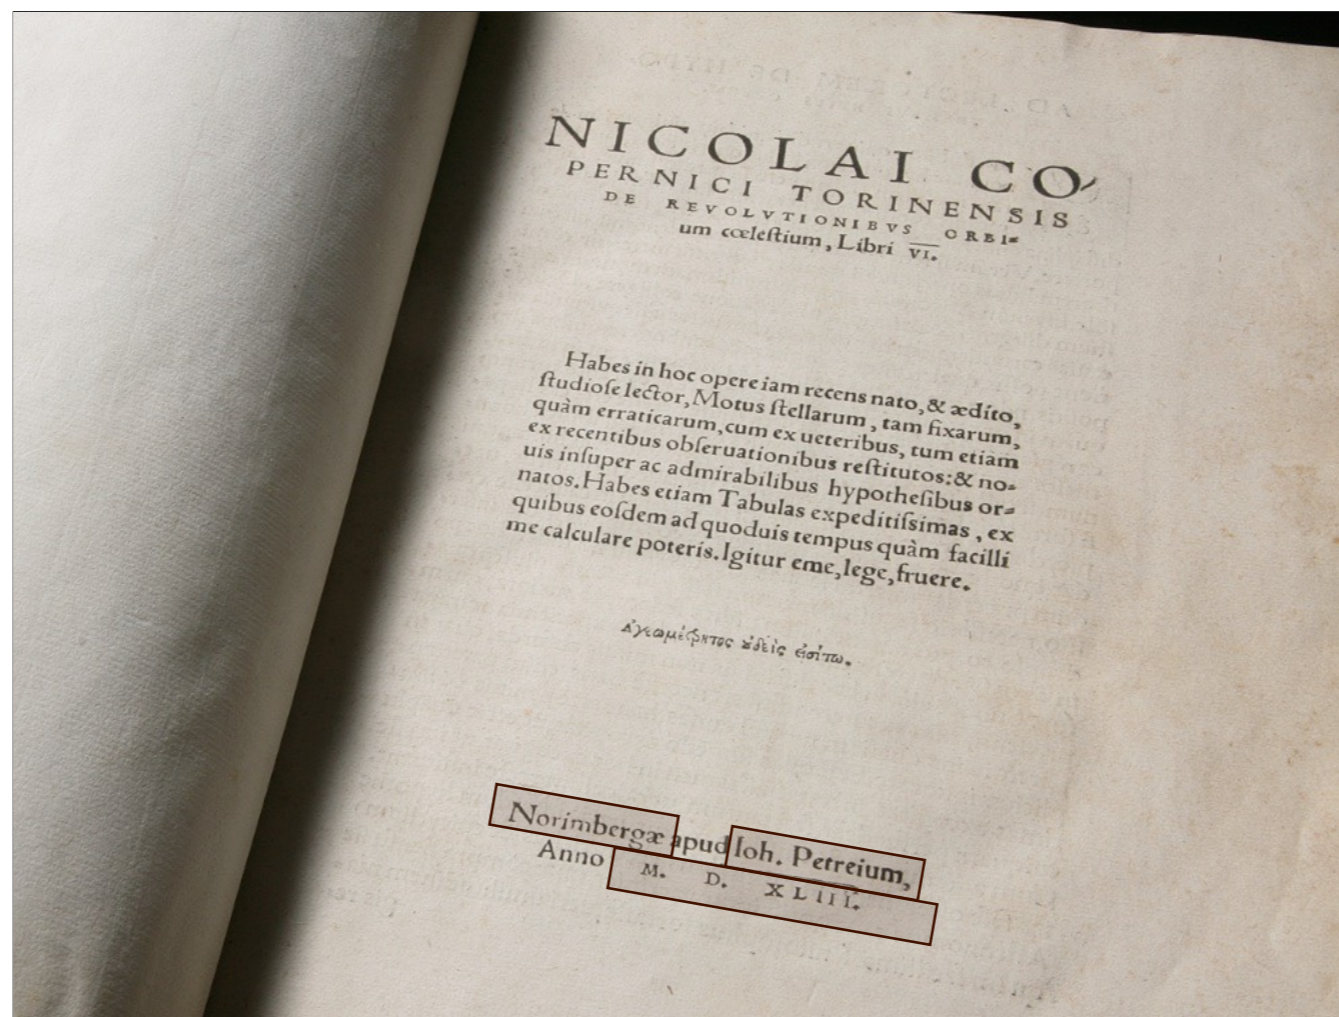 NICOLAI CO-
PERNICI TORINENSIS
DE REVOLVTIONIBVS ORBI=
um cœleſtium, Libri VI.
Habes in hoc opere iam recens nato, & ædito,
ſtudioſe lector, Motus ſtellarum, tam fixarum,
quàm erraticarum, cum ex ueteribus, tum etiam
ex recentibus obſeruationibus reſtitutos: & no=
uis inſuper ac admirabilibus hypotheſibus or=
natos. Habes etiam Tabulas expeditiſsimas, ex
quibus eoſdem ad quoduis tempus quàm facilli
me calculare poteris. Igitur eme, lege, fruere.
Ἀγεωμέτρητος οὐδεὶς εἰσίτω.
Norimbergæ apud Ioh. Petreium,
Anno M. D. XLIII.